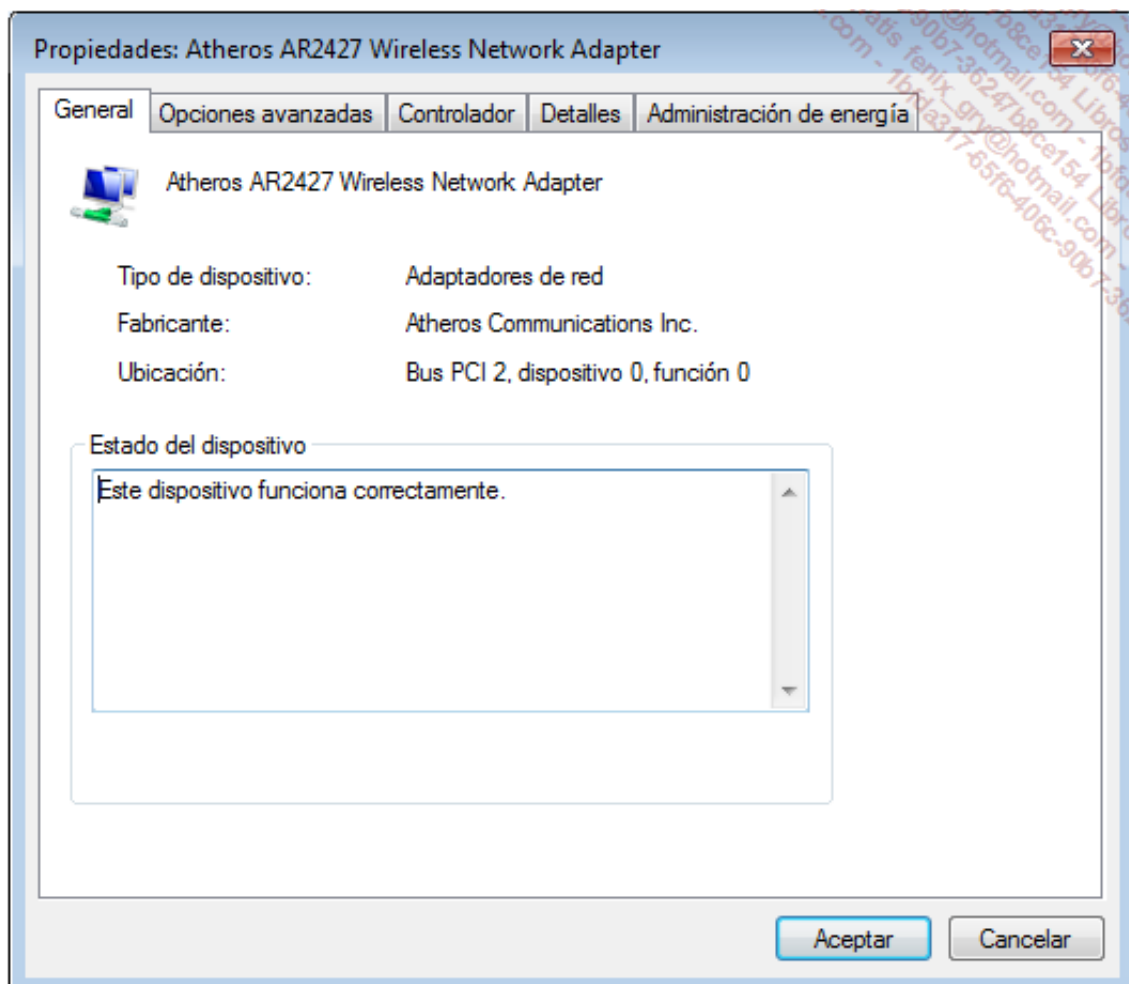 Propiedades: Atheros AR2427 Wireless Network Adapter
General Opciones avanzadas Controlador Detalles Administración de energía
Atheros AR2427 Wireless Network Adapter
Tipo de dispositivo: Adaptadores de red
Fabricante: Atheros Communications Inc.
Ubicación: Bus PCI 2, dispositivo 0, función 0
Estado del dispositivo
Este dispositivo funciona correctamente.
Aceptar Cancelar